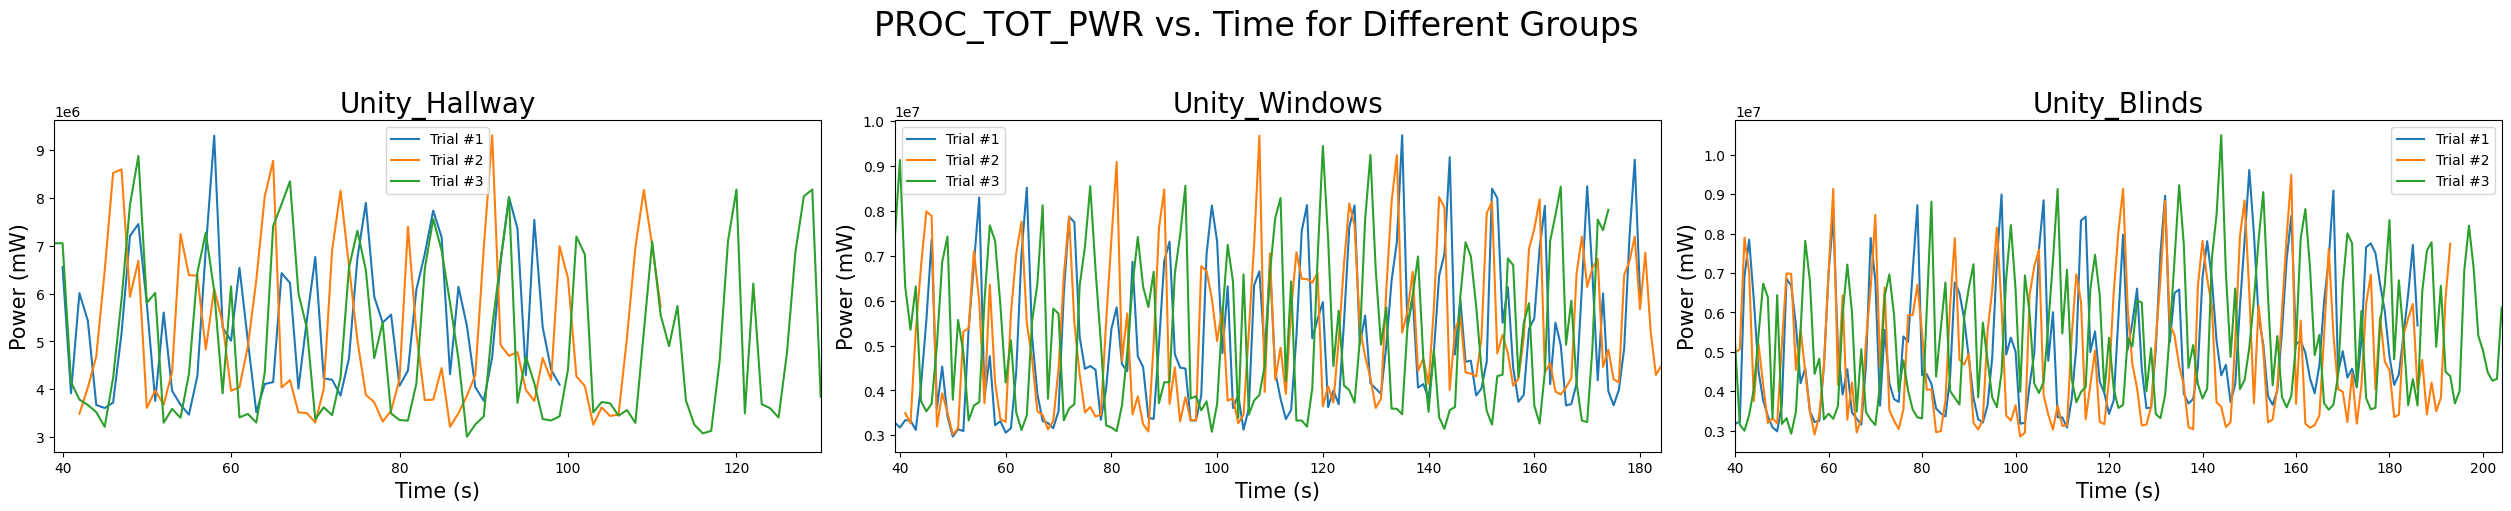 PROC_TOT_PWR vs. Time for Different Groups
Unity_Hallway
1e6
Trial #1
Trial #2
Trial #3
9
8
7
6
5
4
3
Power (mW)
40 60 80 100 120
Time (s)
Unity_Windows
1e7
Trial #1
Trial #2
Trial #3
1.0
0.9
0.8
0.7
0.6
0.5
0.4
0.3
Power (mW)
40 60 80 100 120 140 160 180
Time (s)
Unity_Blinds
1e7
Trial #1
Trial #2
Trial #3
1.0
0.9
0.8
0.7
0.6
0.5
0.4
0.3
Power (mW)
40 60 80 100 120 140 160 180 200
Time (s)